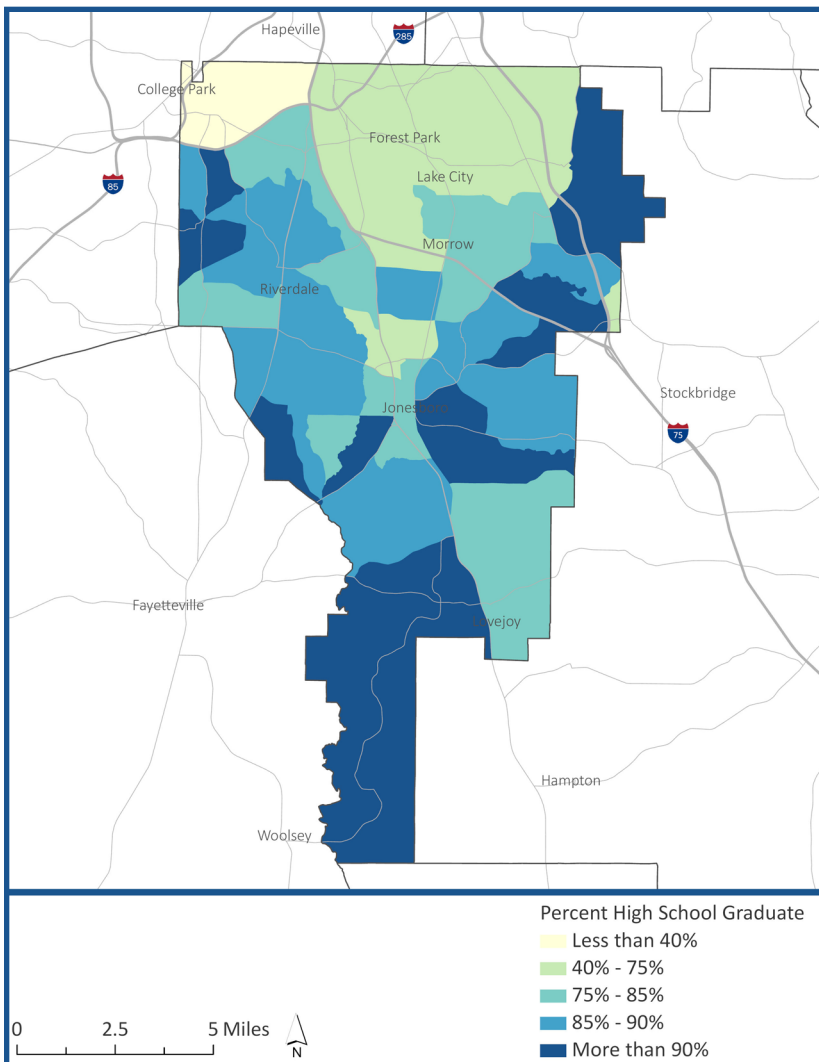 Hapeville
285
College Park
Forest Park
Lake City
85
Morrow
Riverdale
Stockbridge
Jonesboro
75
Fayetteville
Lovejoy
Hampton
Woolsey
Percent High School Graduate
Less than 40%
40% - 75%
75% - 85%
85% - 90%
More than 90%
0 2.5 5 Miles
N